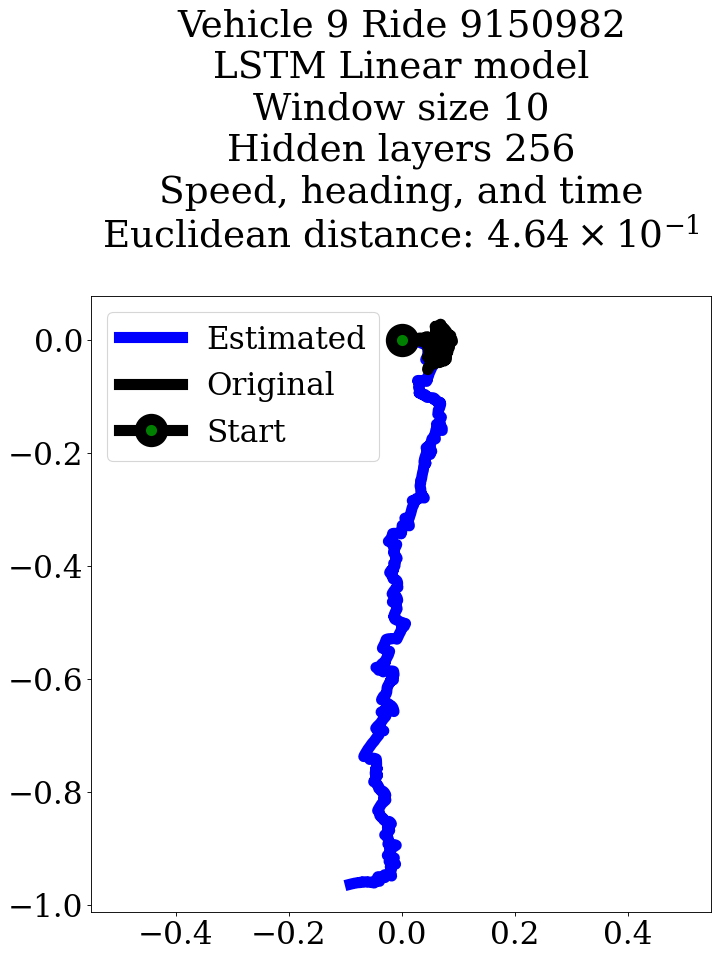 Vehicle 9 Ride 9150982
LSTM Linear model
Window size 10
Hidden layers 256
Speed, heading, and time
Euclidean distance: 4.64 × 10⁻¹
Estimated
Original
Start
0.0
−0.2
−0.4
−0.6
−0.8
−1.0
−0.4 −0.2 0.0 0.2 0.4